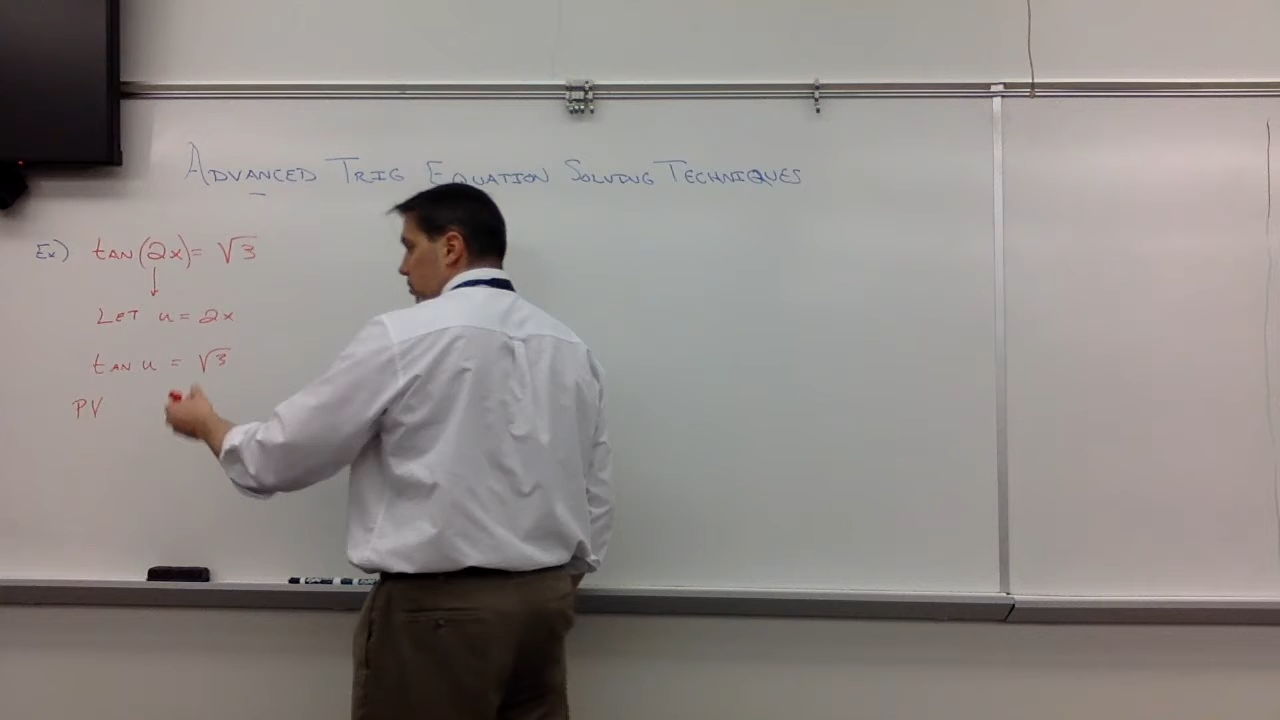 ADVANCED TRIG EQUATION SOLVING TECHNIQUES
Ex) tAN(2x) = √3
LET u = 2x
tAN u = √3
PV